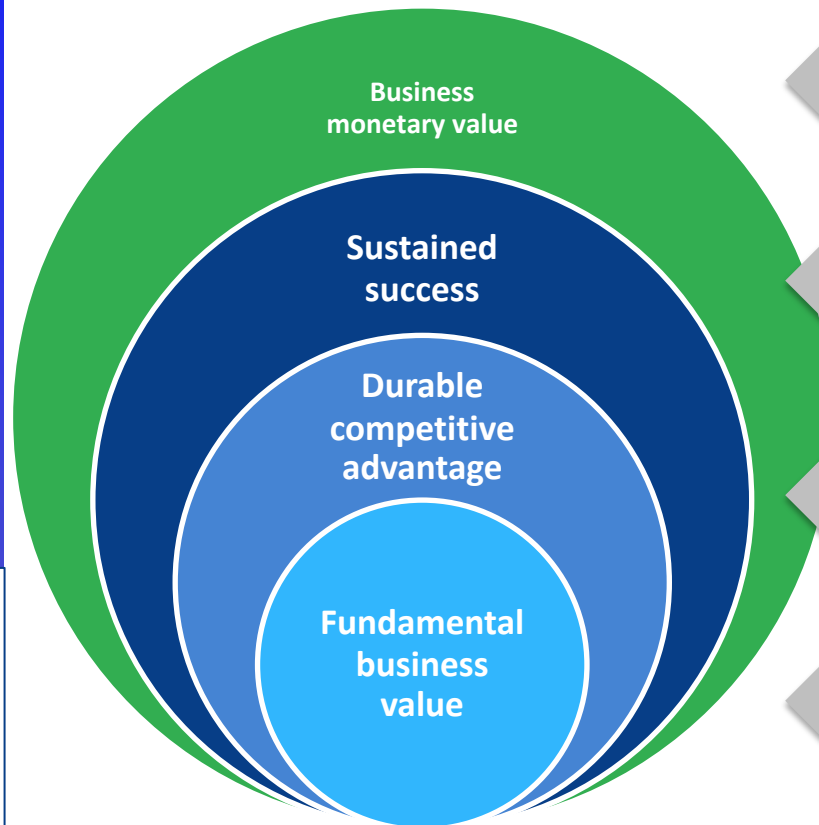 Business
monetary value
Sustained
success
Durable
competitive
advantage
Fundamental
business
value